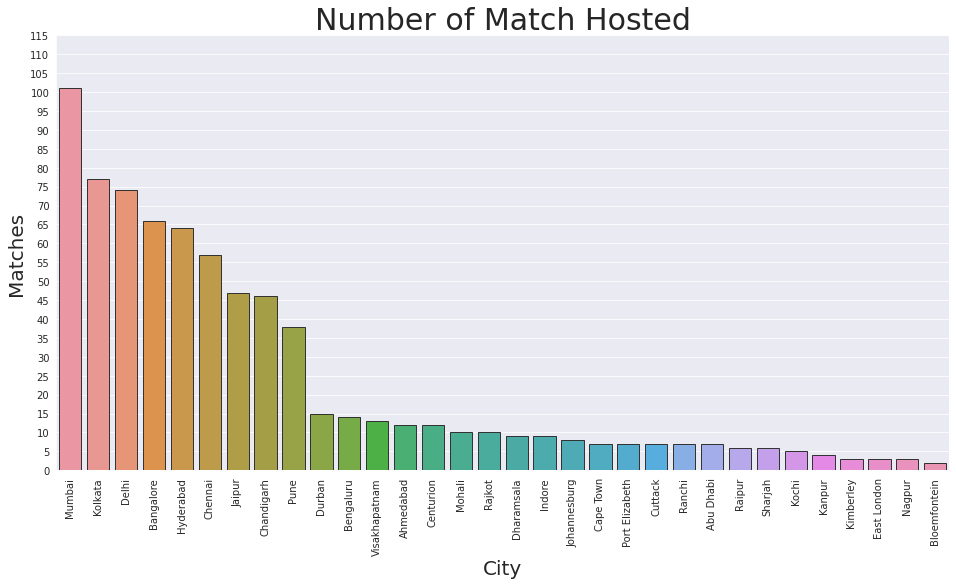 Number of Match Hosted
115
110
105
100
95
90
85
80
75
70
65
60
55
50
45
40
35
30
25
20
15
10
5
0
Matches
Mumbai
Kolkata
Delhi
Bangalore
Hyderabad
Chennai
Jaipur
Chandigarh
Pune
Durban
Bengaluru
Visakhapatnam
Ahmedabad
Centurion
Mohali
Rajkot
Dharamsala
Indore
Johannesburg
Cape Town
Port Elizabeth
Cuttack
Ranchi
Abu Dhabi
Raipur
Sharjah
Kochi
Kanpur
Kimberley
East London
Nagpur
Bloemfontein
City